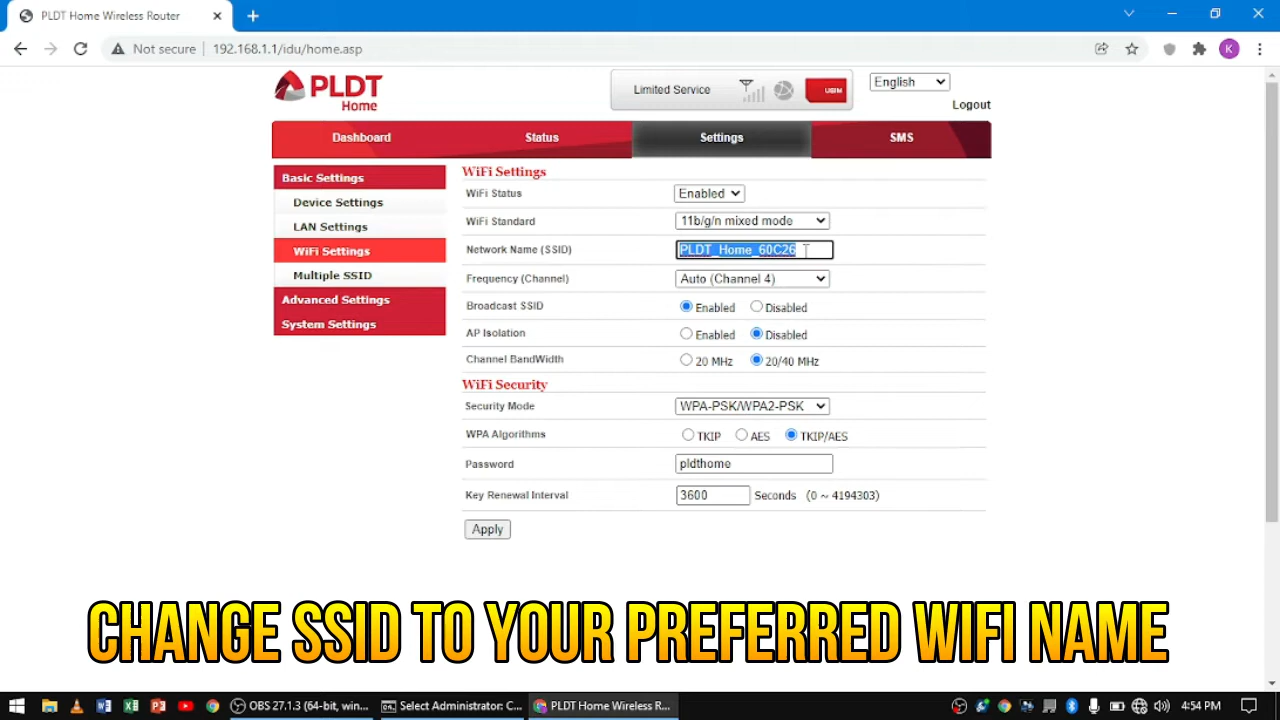 PLDT Home Wireless Router
Not secure
192.168.1.1/idu/home.asp
K
PLDT
Home
Limited Service
USIM
English
Logout
Dashboard
Status
Settings
SMS
Basic Settings
Device Settings
LAN Settings
WiFi Settings
Multiple SSID
Advanced Settings
System Settings
WiFi Settings
WiFi Status
Enabled
WiFi Standard
11b/g/n mixed mode
Network Name (SSID)
PLDT_Home_60C26
Frequency (Channel)
Auto (Channel 4)
Broadcast SSID
Enabled
Disabled
AP Isolation
Enabled
Disabled
Channel BandWidth
20 MHz
20/40 MHz
WiFi Security
Security Mode
WPA-PSK/WPA2-PSK
WPA Algorithms
TKIP
AES
TKIP/AES
Password
pldthome
Key Renewal Interval
3600
Seconds (0 ~ 4194303)
Apply
CHANGE SSID TO YOUR PREFERRED WIFI NAME
OBS 27.1.3 (64-bit, win...
Select Administrator: C...
PLDT Home Wireless R...
4:54 PM